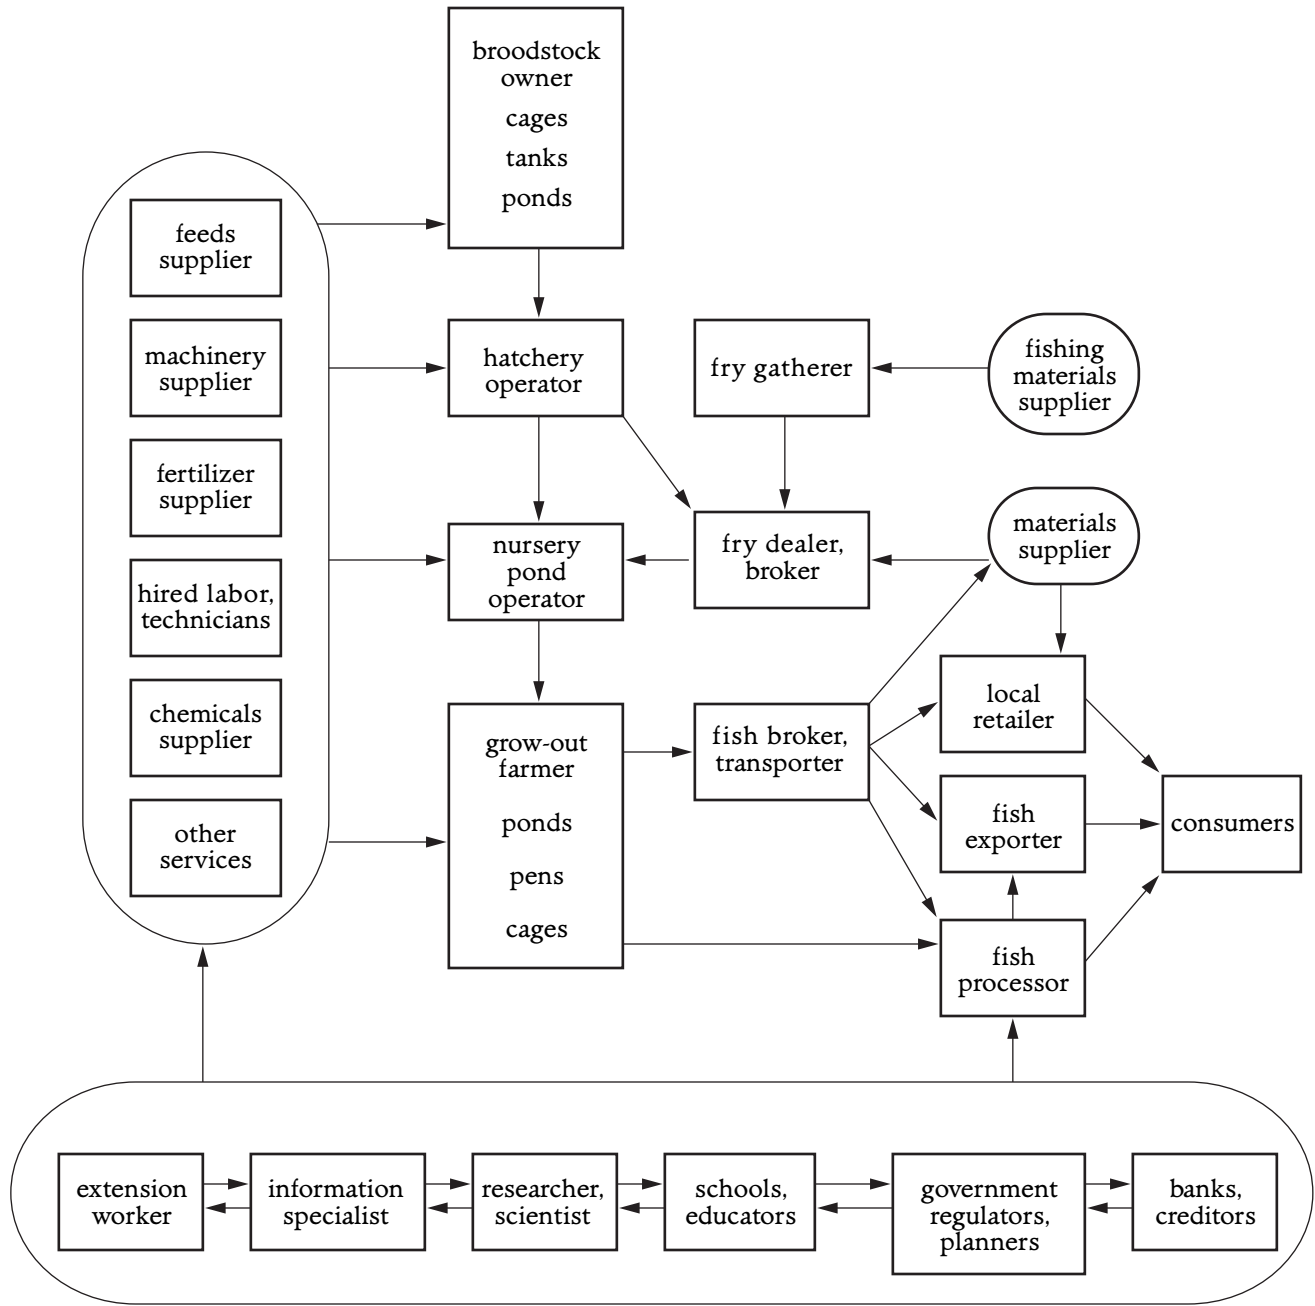 broodstock
owner
cages
tanks
ponds
feeds
supplier
machinery
supplier
fertilizer
supplier
hired labor,
technicians
chemicals
supplier
other
services
hatchery
operator
fry gatherer
fishing
materials
supplier
nursery
pond
operator
fry dealer,
broker
materials
supplier
grow-out
farmer
ponds
pens
cages
fish broker,
transporter
local
retailer
fish
exporter
consumers
fish
processor
extension
worker
information
specialist
researcher,
scientist
schools,
educators
government
regulators,
planners
banks,
creditors